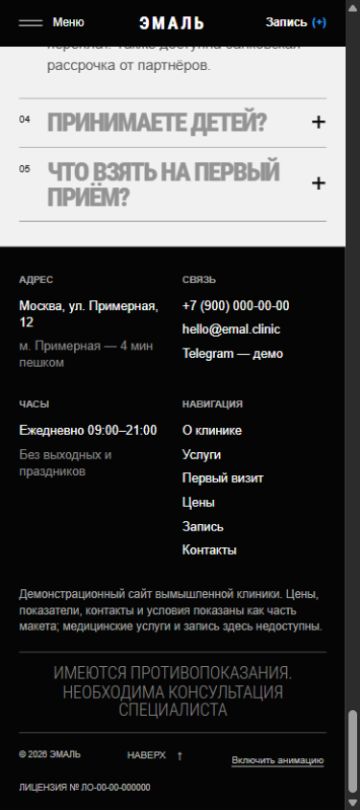 Меню
ЭМАЛЬ
Запись (+)
рассрочка от партнёров.
04
ПРИНИМАЕТЕ ДЕТЕЙ?
+
05
ЧТО ВЗЯТЬ НА ПЕРВЫЙ
ПРИЁМ?
+
АДРЕС
Москва, ул. Примерная,
12
м. Примерная — 4 мин
пешком
СВЯЗЬ
+7 (900) 000-00-00
hello@emal.clinic
Telegram — демо
ЧАСЫ
Ежедневно 09:00–21:00
Без выходных и
праздников
НАВИГАЦИЯ
О клинике
Услуги
Первый визит
Цены
Запись
Контакты
Демонстрационный сайт вымышленной клиники. Цены,
показатели, контакты и условия показаны как часть
макета; медицинские услуги и запись здесь недоступны.
ИМЕЮТСЯ ПРОТИВОПОКАЗАНИЯ.
НЕОБХОДИМА КОНСУЛЬТАЦИЯ
СПЕЦИАЛИСТА
© 2026 ЭМАЛЬ
НАВЕРХ ↑
Включить анимацию
ЛИЦЕНЗИЯ № ЛО-00-00-000000